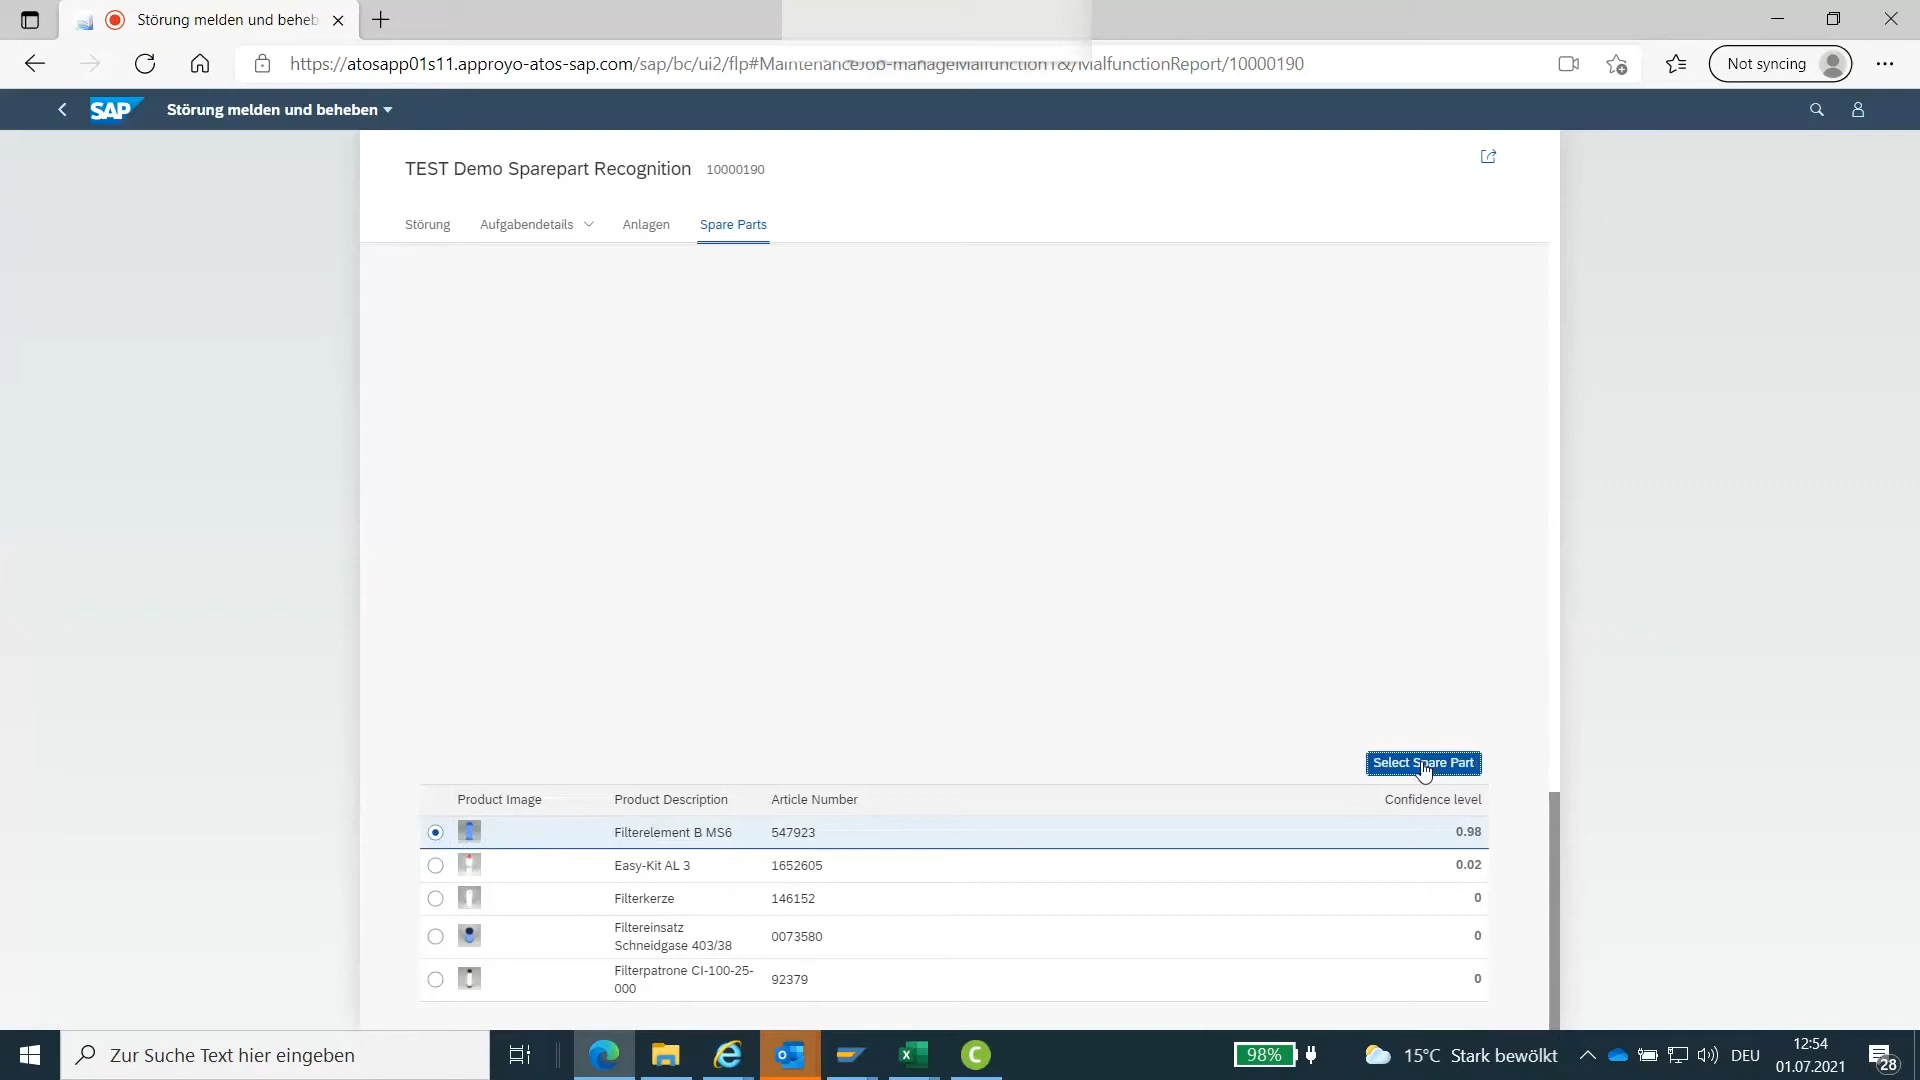 Störung melden und beheb
https://atosapp01s11.approyo-atos-sap.com/sap/bc/ui2/flp#MaintenanceJob-manageMalfunction1&/MalfunctionReport/10000190
Not syncing
SAP Störung melden und beheben
TEST Demo Sparepart Recognition 10000190
Störung Aufgabendetails Anlagen Spare Parts
Select Spare Part
Product Image Product Description Article Number Confidence level
Filterelement B MS6 547923 0.98
Easy-Kit AL 3 1652605 0.02
Filterkerze 146152 0
Filtereinsatz
Schneidgase 403/38 0073580 0
Filterpatrone CI-100-25-
000 92379 0
Zur Suche Text hier eingeben
98%
15°C Stark bewölkt
DEU
12:54
01.07.2021
28